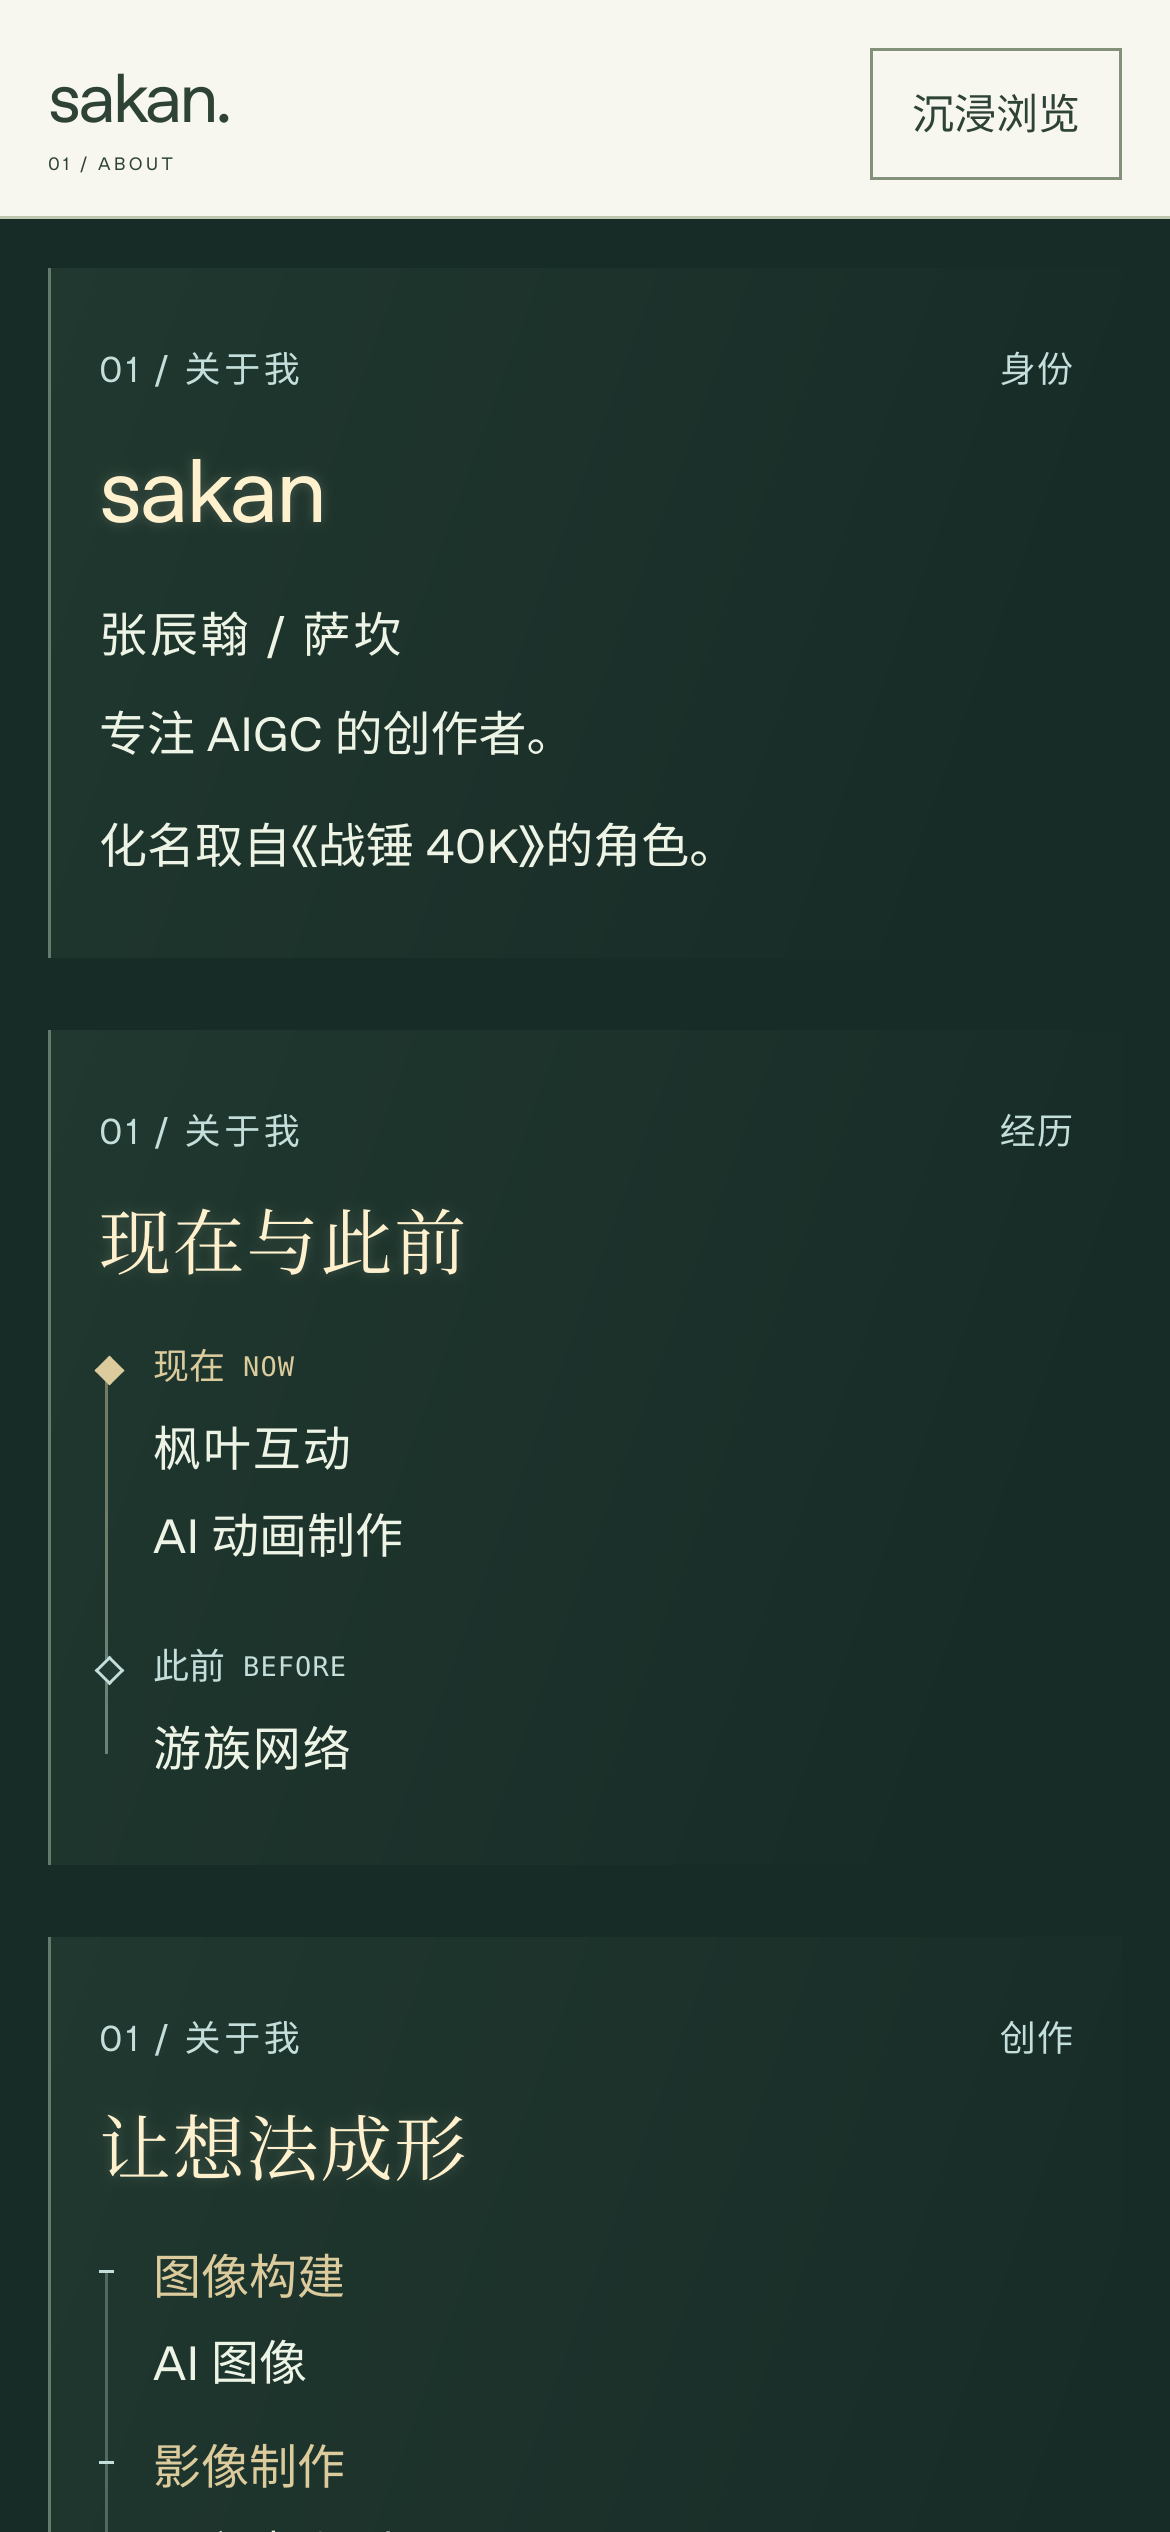 sakan.
01 / ABOUT
沉浸浏览
01 / 关于我
身份
sakan
张辰翰 / 萨坎
专注 AIGC 的创作者。
化名取自《战锤 40K》的角色。
01 / 关于我
经历
现在与此前
现在 NOW
枫叶互动
AI 动画制作
此前 BEFORE
游族网络
01 / 关于我
创作
让想法成形
图像构建
AI 图像
影像制作